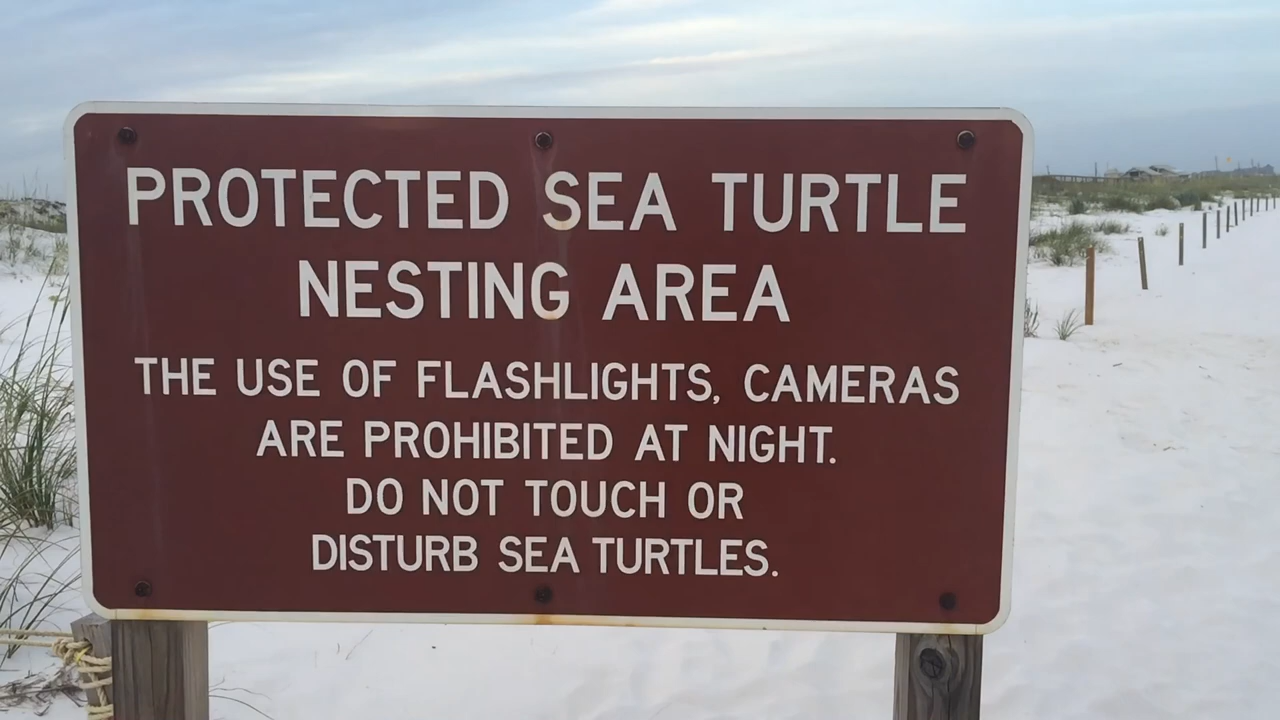 PROTECTED SEA TURTLE
NESTING AREA
THE USE OF FLASHLIGHTS, CAMERAS
ARE PROHIBITED AT NIGHT.
DO NOT TOUCH OR
DISTURB SEA TURTLES.